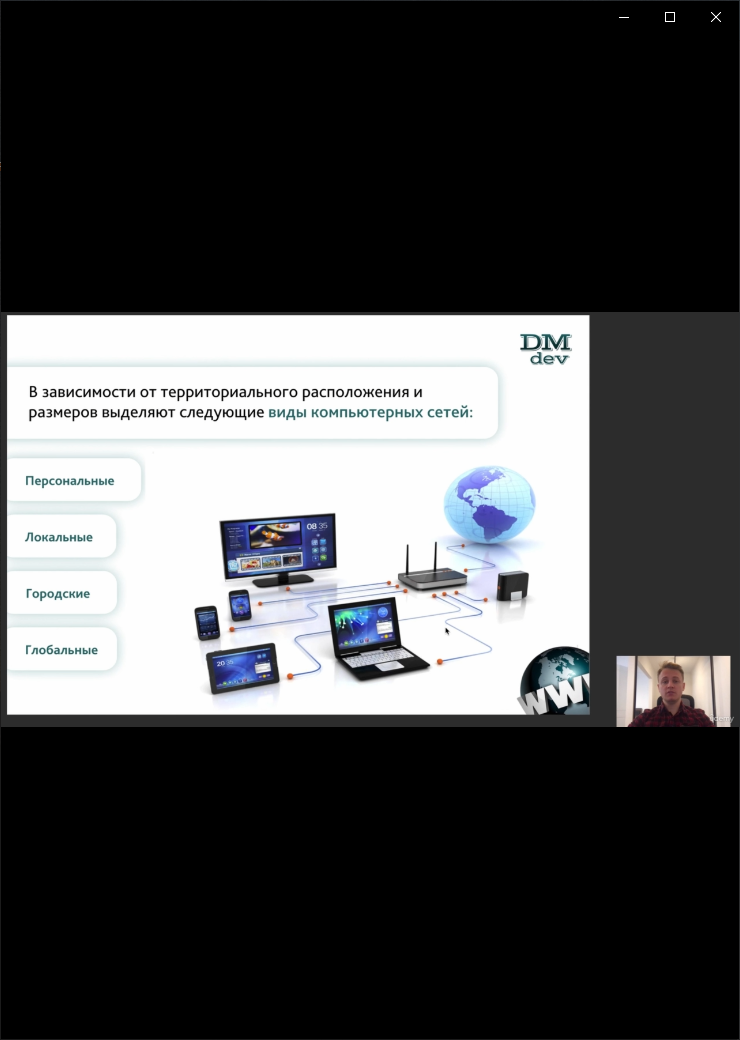 DM
dev
В зависимости от территориального расположения и
размеров выделяют следующие виды компьютерных сетей:
Персональные
Локальные
08.35
Городские
Глобальные
20 35
WWW